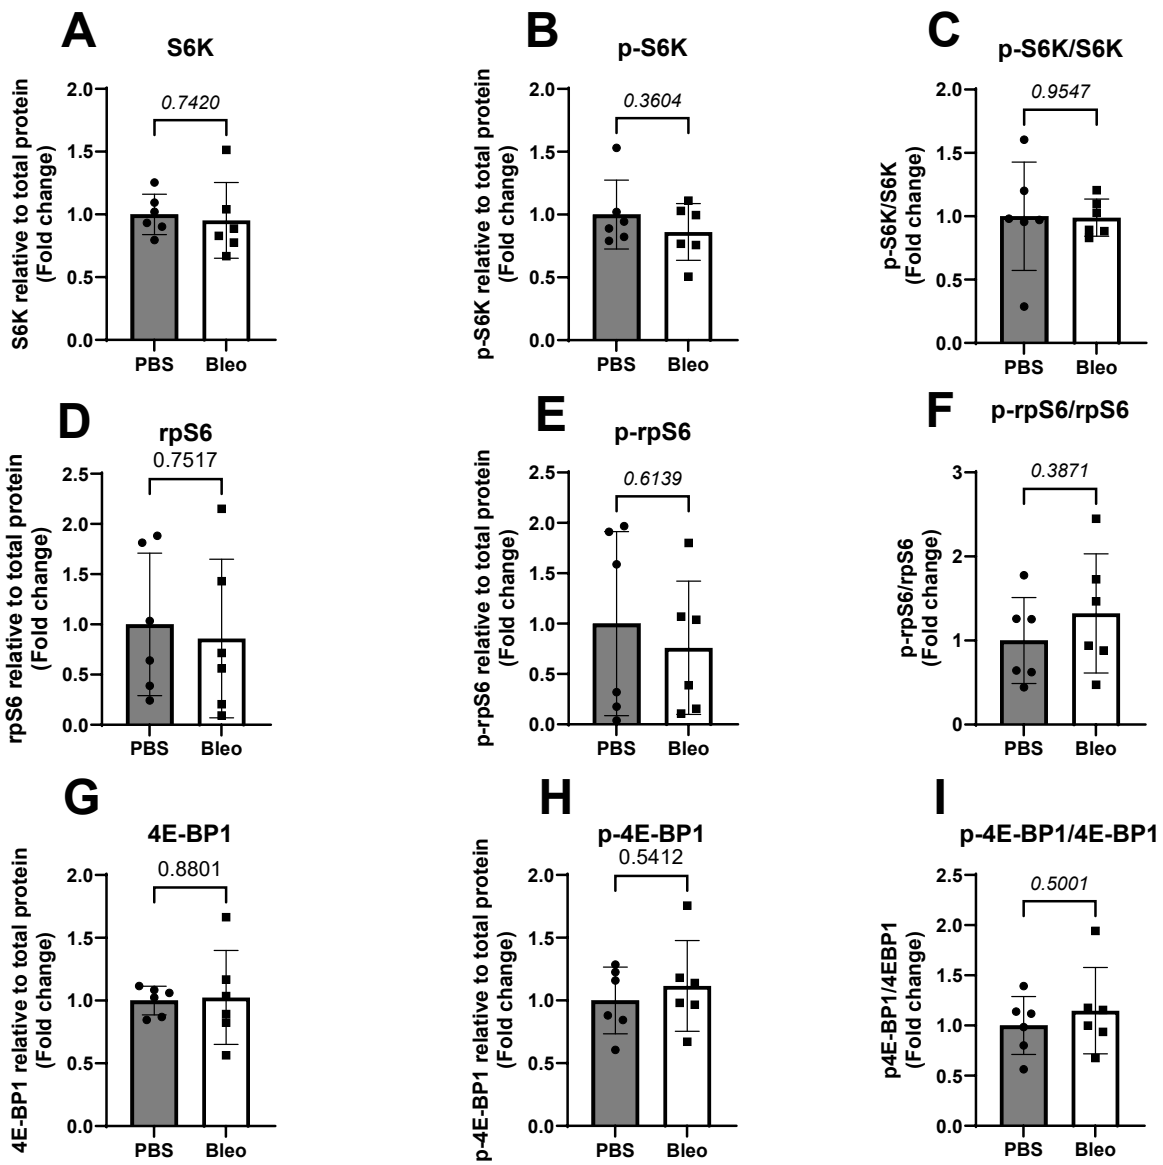 A
S6K
S6K relative to total protein
(Fold change)
2.0
1.5
1.0
0.5
0.0
0.7420
PBS
Bleo
B
p-S6K
p-S6K relative to total protein
(Fold change)
2.0
1.5
1.0
0.5
0.0
0.3604
PBS
Bleo
C
p-S6K/S6K
p-S6K/S6K
(Fold change)
2.0
1.5
1.0
0.5
0.0
0.9547
PBS
Bleo
D
rpS6
rpS6 relative to total protein
(Fold change)
2.5
2.0
1.5
1.0
0.5
0.0
0.7517
PBS
Bleo
E
p-rpS6
p-rpS6 relative to total protein
(Fold change)
2.5
2.0
1.5
1.0
0.5
0.0
0.6139
PBS
Bleo
F
p-rpS6/rpS6
p-rpS6/rpS6
(Fold change)
3
2
1
0
0.3871
PBS
Bleo
G
4E-BP1
4E-BP1 relative to total protein
(Fold change)
2.0
1.5
1.0
0.5
0.0
0.8801
PBS
Bleo
H
p-4E-BP1
p-4E-BP1 relative to total protein
(Fold change)
2.0
1.5
1.0
0.5
0.0
0.5412
PBS
Bleo
I
p-4E-BP1/4E-BP1
p4E-BP1/4EBP1
(Fold change)
2.5
2.0
1.5
1.0
0.5
0.0
0.5001
PBS
Bleo